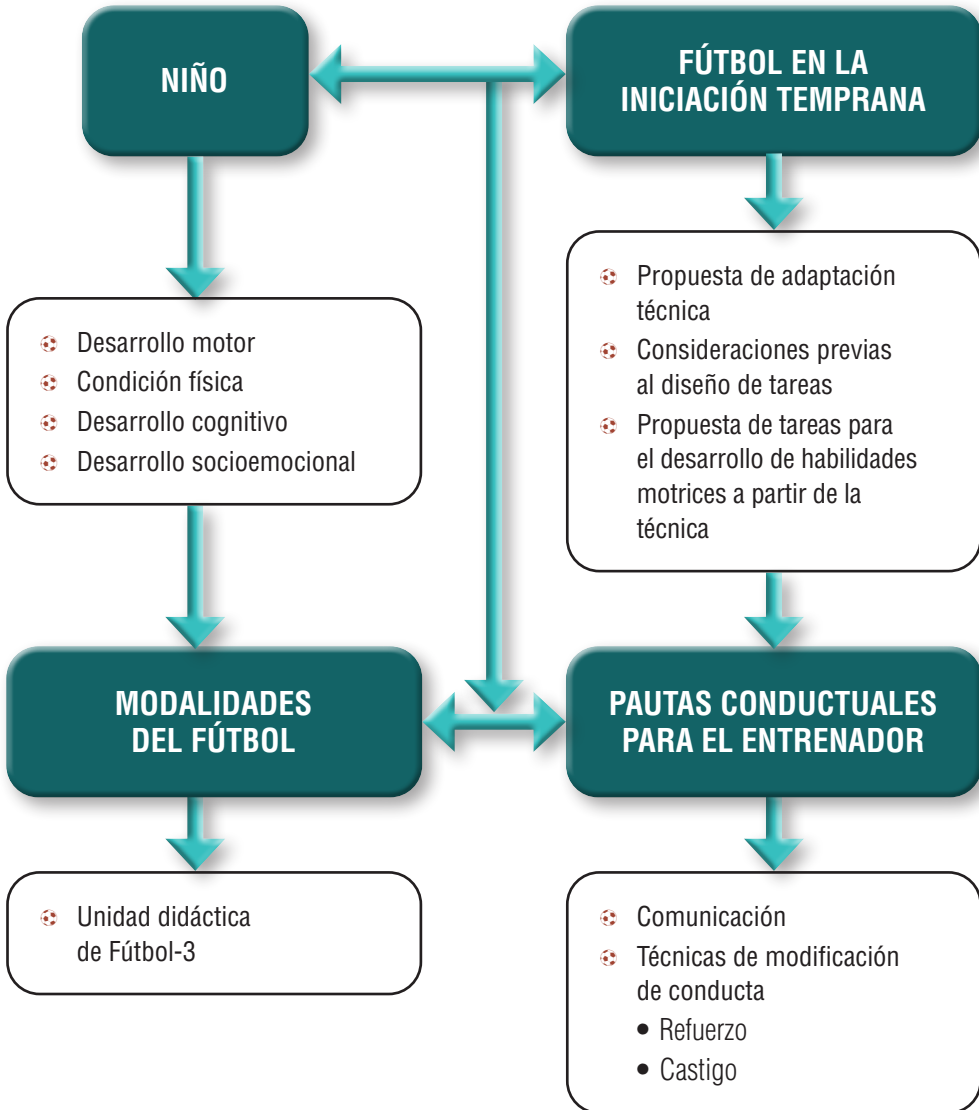 NIÑO
FÚTBOL EN LA
INICIACIÓN TEMPRANA
Desarrollo motor
Condición física
Desarrollo cognitivo
Desarrollo socioemocional
Propuesta de adaptación
técnica
Consideraciones previas
al diseño de tareas
Propuesta de tareas para
el desarrollo de habilidades
motrices a partir de la
técnica
MODALIDADES
DEL FÚTBOL
PAUTAS CONDUCTUALES
PARA EL ENTRENADOR
Unidad didáctica
de Fútbol-3
Comunicación
Técnicas de modificación
de conducta
• Refuerzo
• Castigo